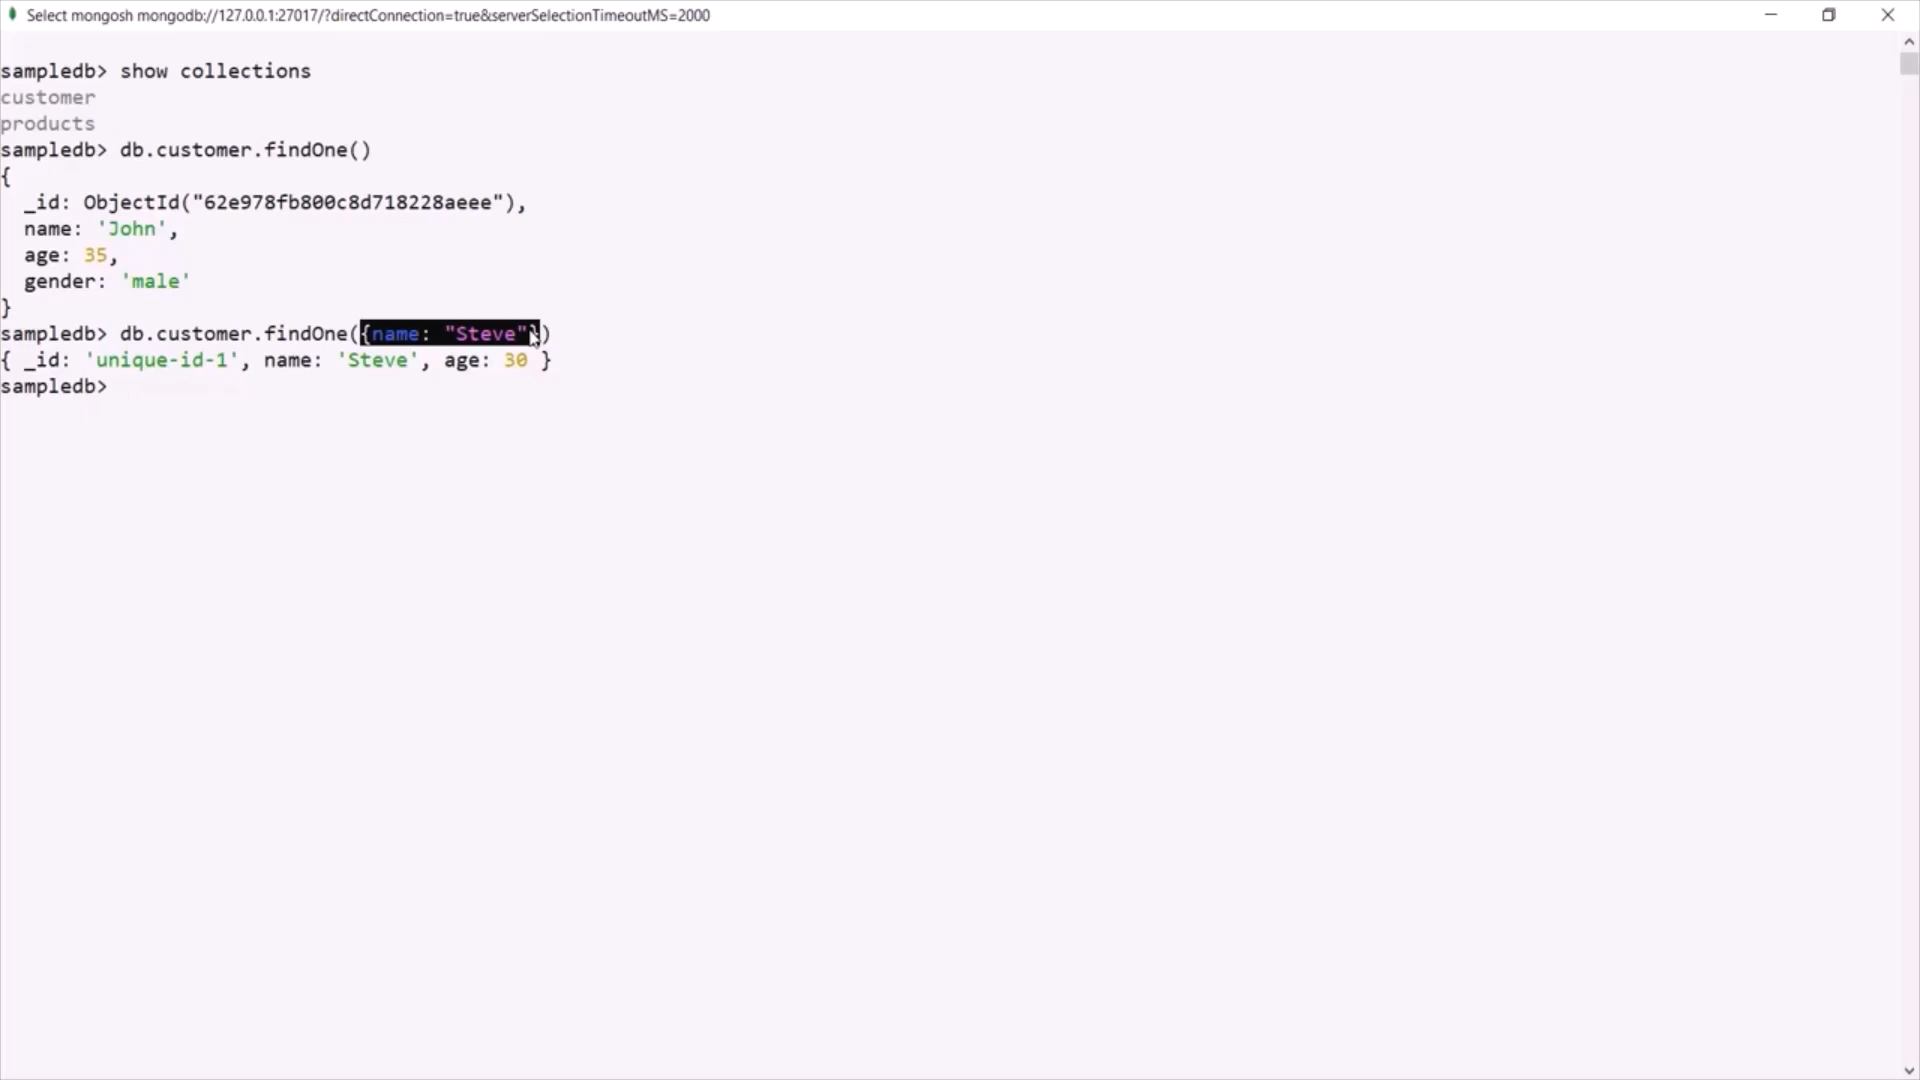 Select mongosh mongodb://127.0.0.1:27017/?directConnection=true&serverSelectionTimeoutMS=2000
sampledb> show collections
customer
products
sampledb> db.customer.findOne()
{
  _id: ObjectId("62e978fb800c8d718228aeee"),
  name: 'John',
  age: 35,
  gender: 'male'
}
sampledb> db.customer.findOne({name: "Steve"})
{ _id: 'unique-id-1', name: 'Steve', age: 30 }
sampledb>